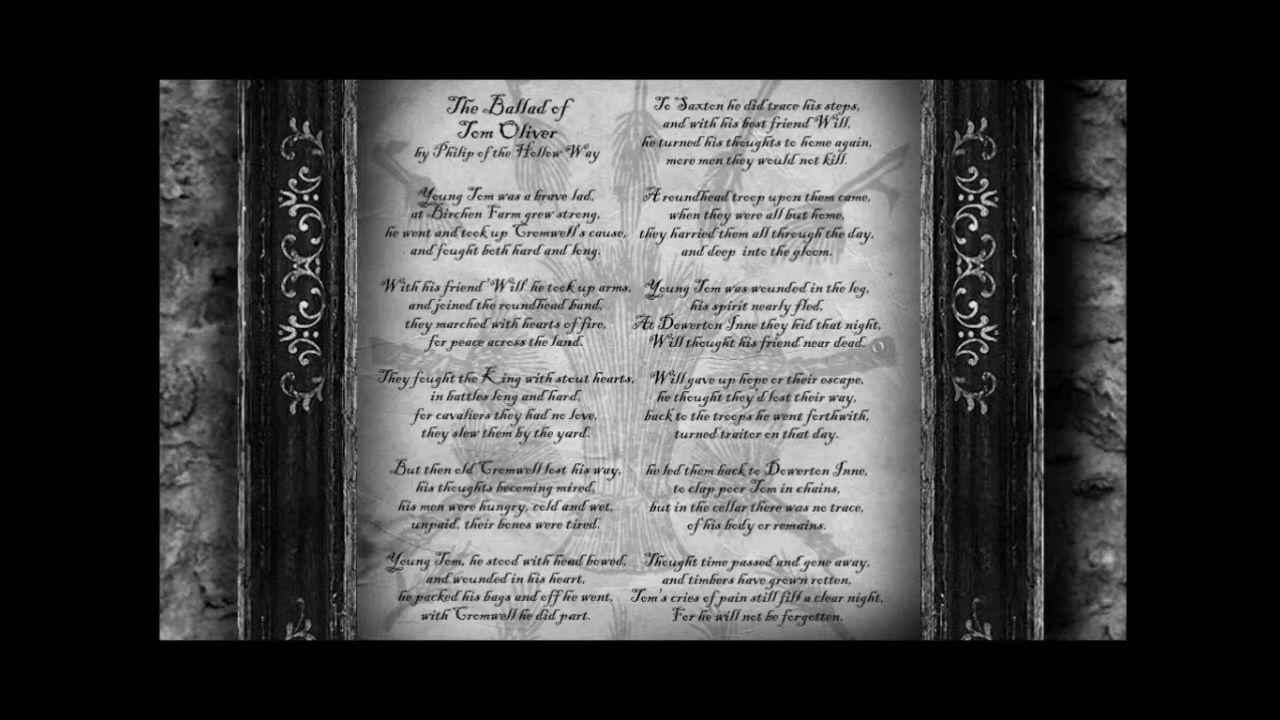 The Ballad of
Tom Oliver
by Philip of the Hollow Way
Young Tom was a brave lad,
at Birchen Farm grew strong,
he went and took up Cromwell's cause,
and fought both hard and long.
With his friend Will he took up arms,
and joined the roundhead band,
they marched with hearts of fire,
for peace across the land.
They fought the King with stout hearts,
in battles long and hard,
for cavaliers they had no love,
they slew them by the yard.
But then old Cromwell lost his way,
his thoughts becoming mired,
his men were hungry, cold and wet,
unpaid, their bones were tired.
Young Tom, he stood with head bowed,
and wounded in his heart,
he packed his bags and off he went,
with Cromwell he did part.
To Saxton he did trace his steps,
and with his best friend Will,
he turned his thoughts to home again,
more men they would not kill.
A roundhead troop upon them came,
when they were all but home,
they harried them all through the day,
and deep into the gloom.
Young Tom was wounded in the leg,
his spirit nearly fled,
At Dowerton Inne they hid that night,
Will thought his friend near dead.
Will gave up hope or their escape,
he thought they'd lost their way,
back to the troops he went forthwith,
turned traitor on that day.
he led them back to Dowerton Inne,
to clap poor Tom in chains,
but in the cellar there was no trace,
of his body or remains.
Thought time passed and gone away,
and timbers have grown rotten,
Tom's cries of pain still fill a clear night,
For he will not be forgotten.